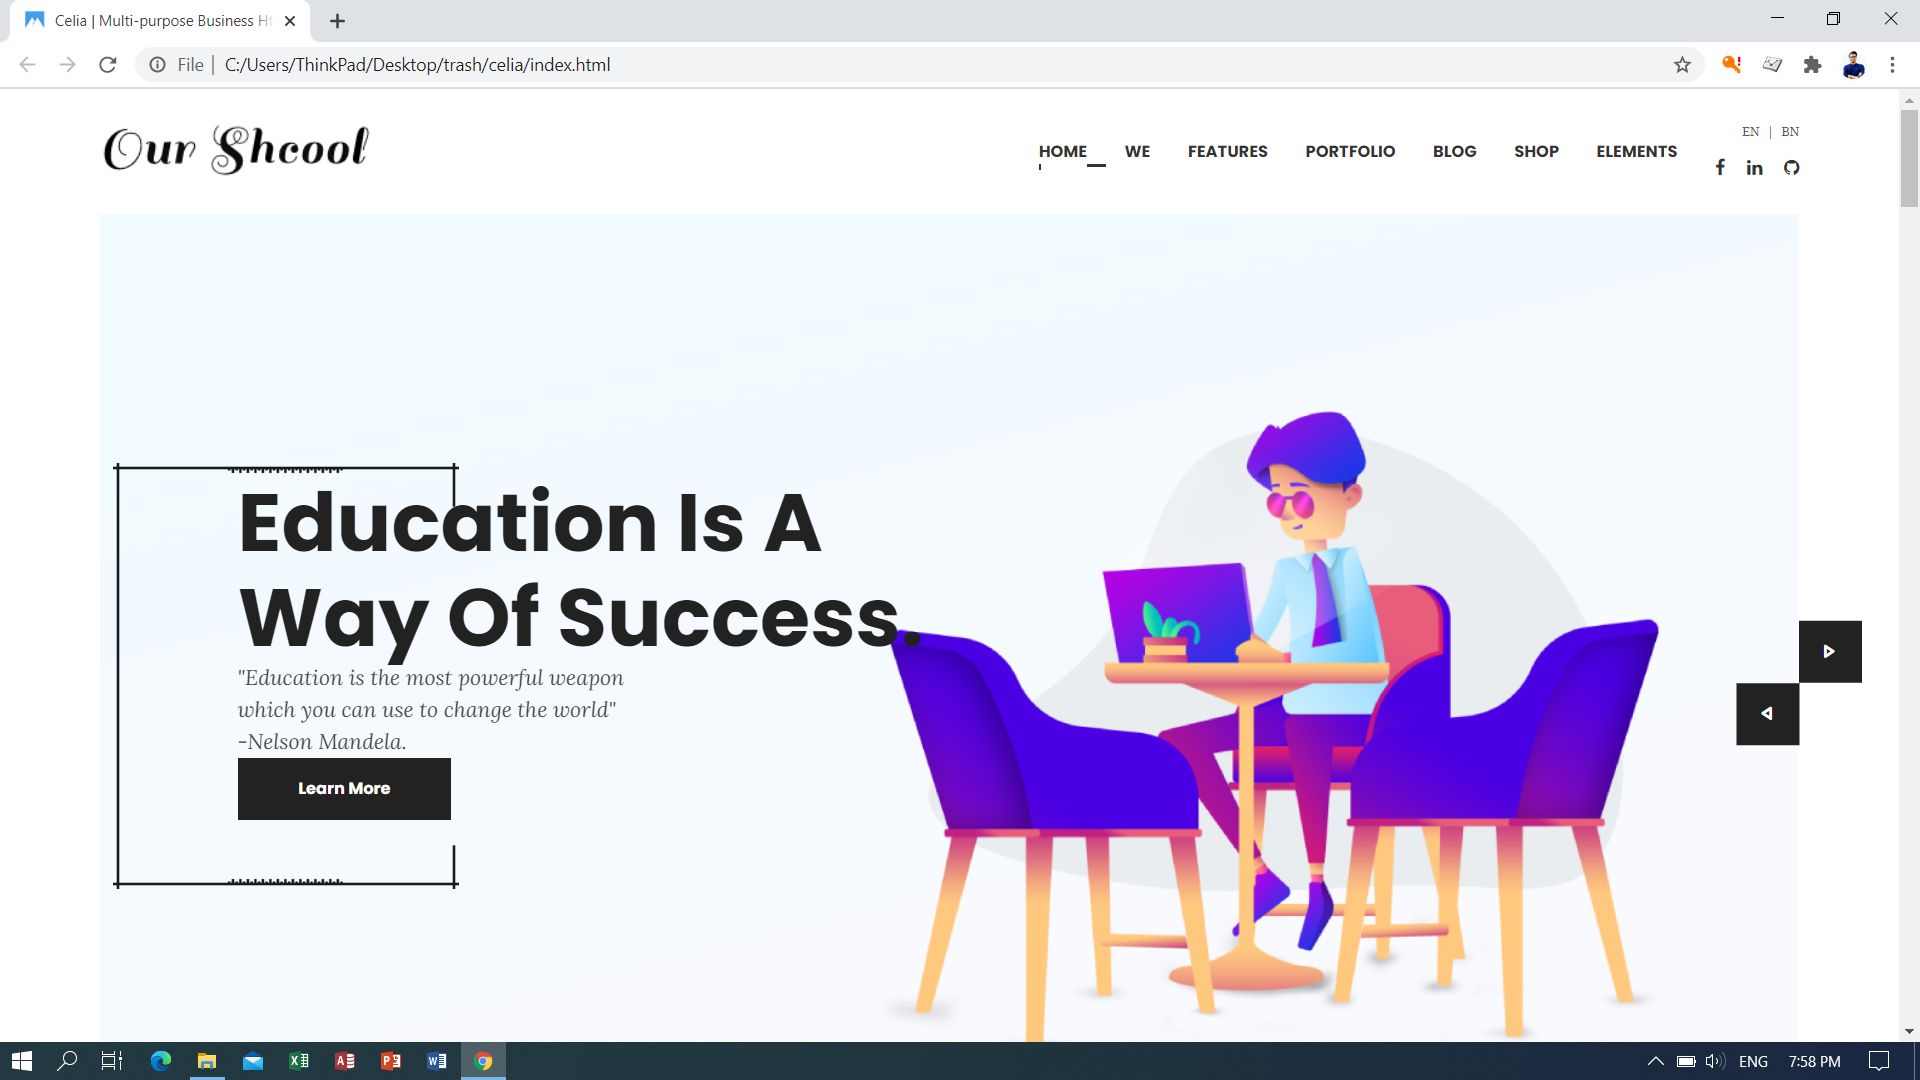 Celia | Multi-purpose Business Ht
File | C:/Users/ThinkPad/Desktop/trash/celia/index.html
Our Shcool
EN | BN
HOME WE FEATURES PORTFOLIO BLOG SHOP ELEMENTS
Education Is A
Way Of Success.
"Education is the most powerful weapon
which you can use to change the world"
-Nelson Mandela.
Learn More
ENG 7:58 PM